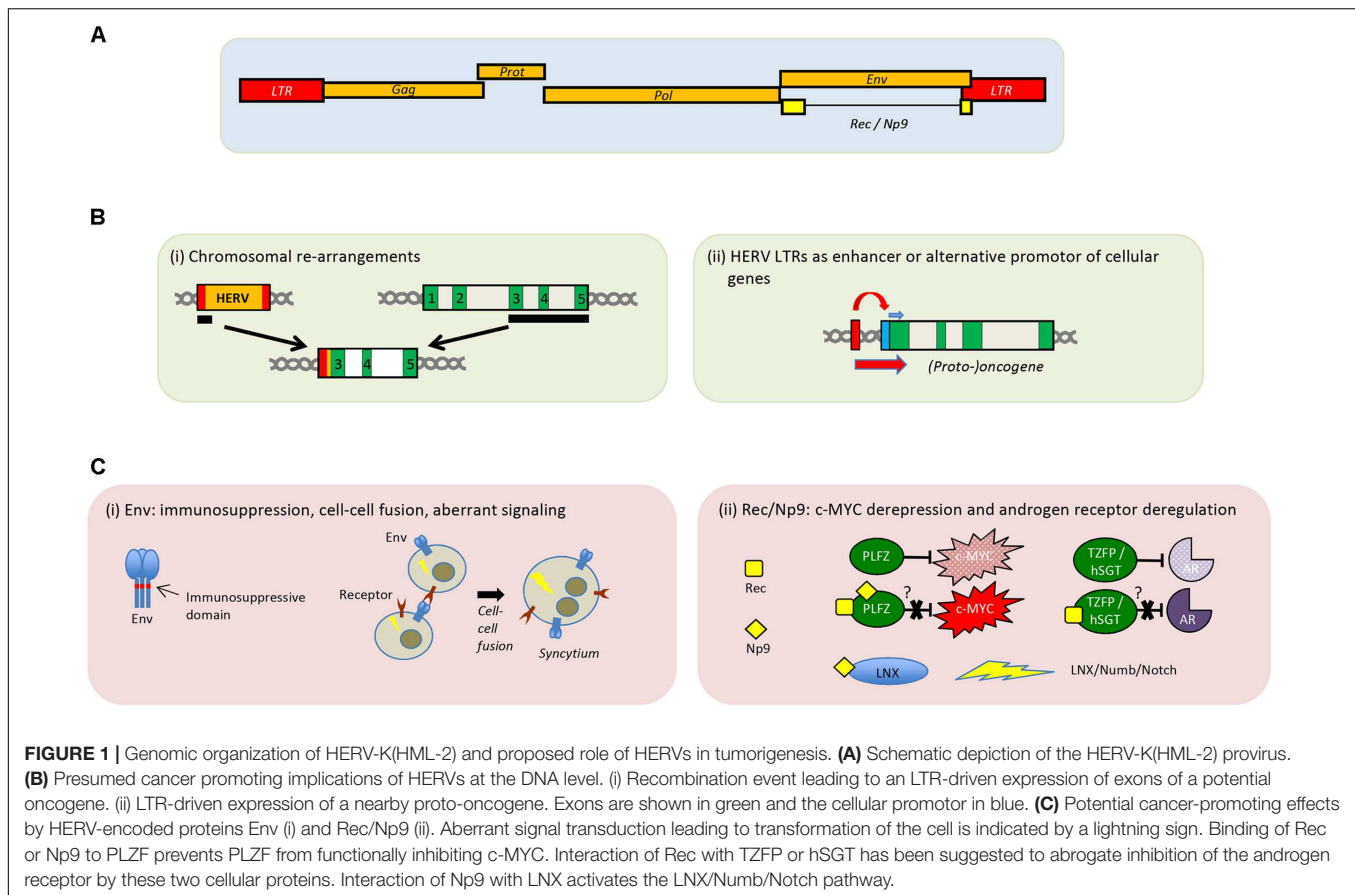 A
LTR
Gag
Prot
Pol
Env
LTR
Rec / Np9
B
(i) Chromosomal re-arrangements
HERV
1
2
3
4
5
3
4
5
(ii) HERV LTRs as enhancer or alternative promotor of cellular
genes
(Proto-)oncogene
C
(i) Env: immunosuppression, cell-cell fusion, aberrant signaling
Env
Immunosuppressive
domain
Env
Receptor
Cell-
cell
fusion
Syncytium
(ii) Rec/Np9: c-MYC derepression and androgen receptor deregulation
Rec
Np9
PLFZ
c-MYC
PLFZ
?
c-MYC
TZFP /
hSGT
AR
TZFP /
hSGT
?
AR
LNX
LNX/Numb/Notch
FIGURE 1 | Genomic organization of HERV-K(HML-2) and proposed role of HERVs in tumorigenesis. (A) Schematic depiction of the HERV-K(HML-2) provirus.
(B) Presumed cancer promoting implications of HERVs at the DNA level. (i) Recombination event leading to an LTR-driven expression of exons of a potential
oncogene. (ii) LTR-driven expression of a nearby proto-oncogene. Exons are shown in green and the cellular promotor in blue. (C) Potential cancer-promoting effects
by HERV-encoded proteins Env (i) and Rec/Np9 (ii). Aberrant signal transduction leading to transformation of the cell is indicated by a lightning sign. Binding of Rec
or Np9 to PLZF prevents PLZF from functionally inhibiting c-MYC. Interaction of Rec with TZFP or hSGT has been suggested to abrogate inhibition of the androgen
receptor by these two cellular proteins. Interaction of Np9 with LNX activates the LNX/Numb/Notch pathway.